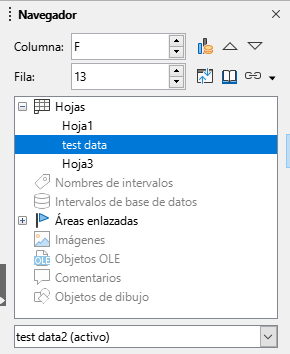 Navegador
Columna: F
Fila: 13
Hojas
Hoja1
test data
Hoja3
Nombres de intervalos
Intervalos de base de datos
Áreas enlazadas
Imágenes
OLE Objetos OLE
Comentarios
Objetos de dibujo
test data2 (activo)